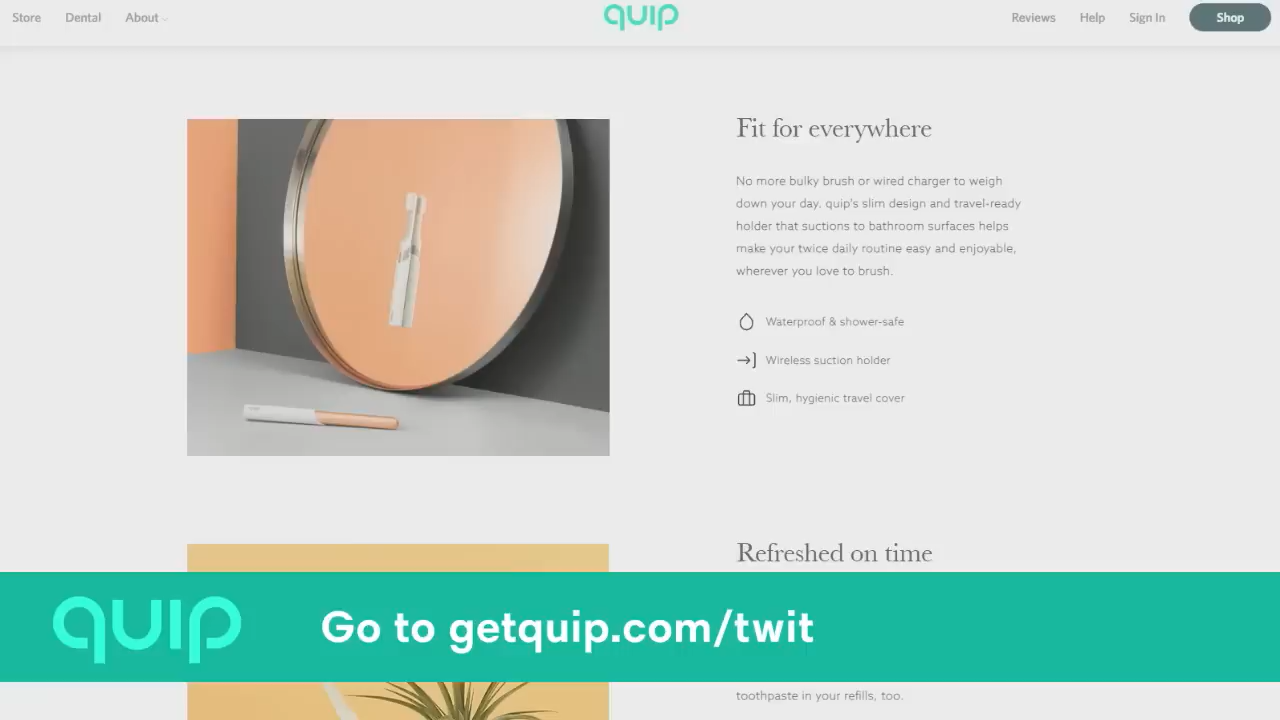 Store Dental About quip Reviews Help Sign In Shop
Fit for everywhere
No more bulky brush or wired charger to weigh
down your day. quip's slim design and travel-ready
holder that suctions to bathroom surfaces helps
make your twice daily routine easy and enjoyable,
wherever you love to brush.
Waterproof & shower-safe
Wireless suction holder
Slim, hygienic travel cover
Refreshed on time
quip Go to getquip.com/twit
toothpaste in your refills, too.